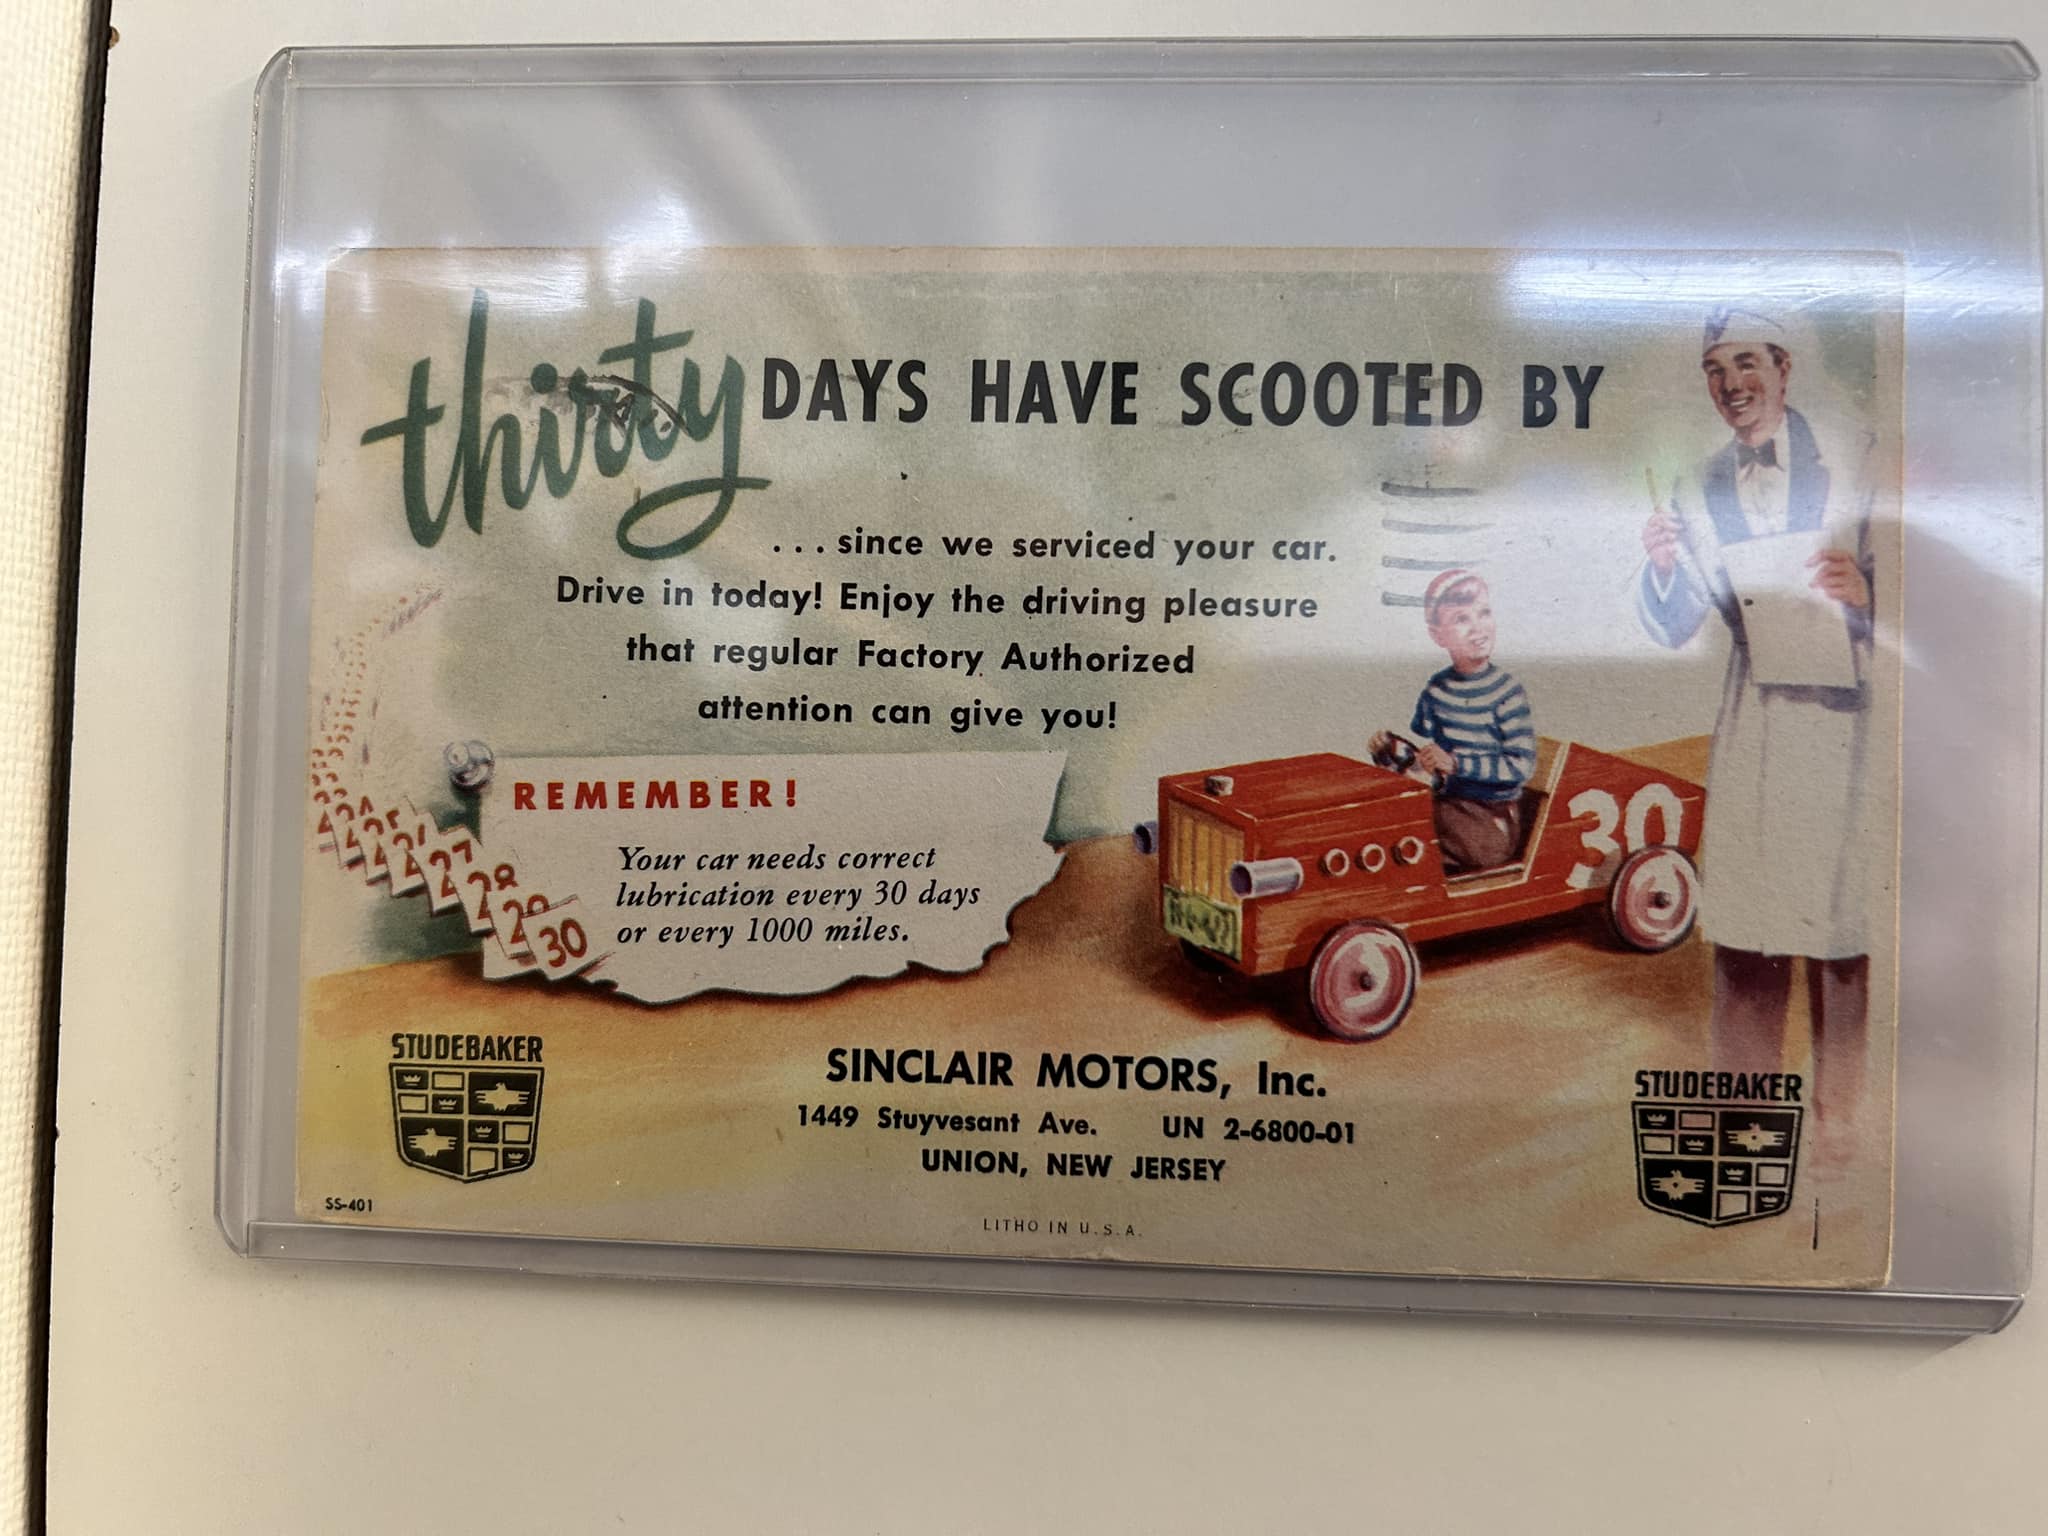 thirty DAYS HAVE SCOOTED BY
...since we serviced your car.
Drive in today! Enjoy the driving pleasure
that regular Factory Authorized
attention can give you!
REMEMBER!
Your car needs correct
lubrication every 30 days
or every 1000 miles.
27
28
29
30
30
STUDEBAKER
SINCLAIR MOTORS, Inc.
1449 Stuyvesant Ave. UN 2-6800-01
UNION, NEW JERSEY
STUDEBAKER
SS-401
LITHO IN U.S.A.